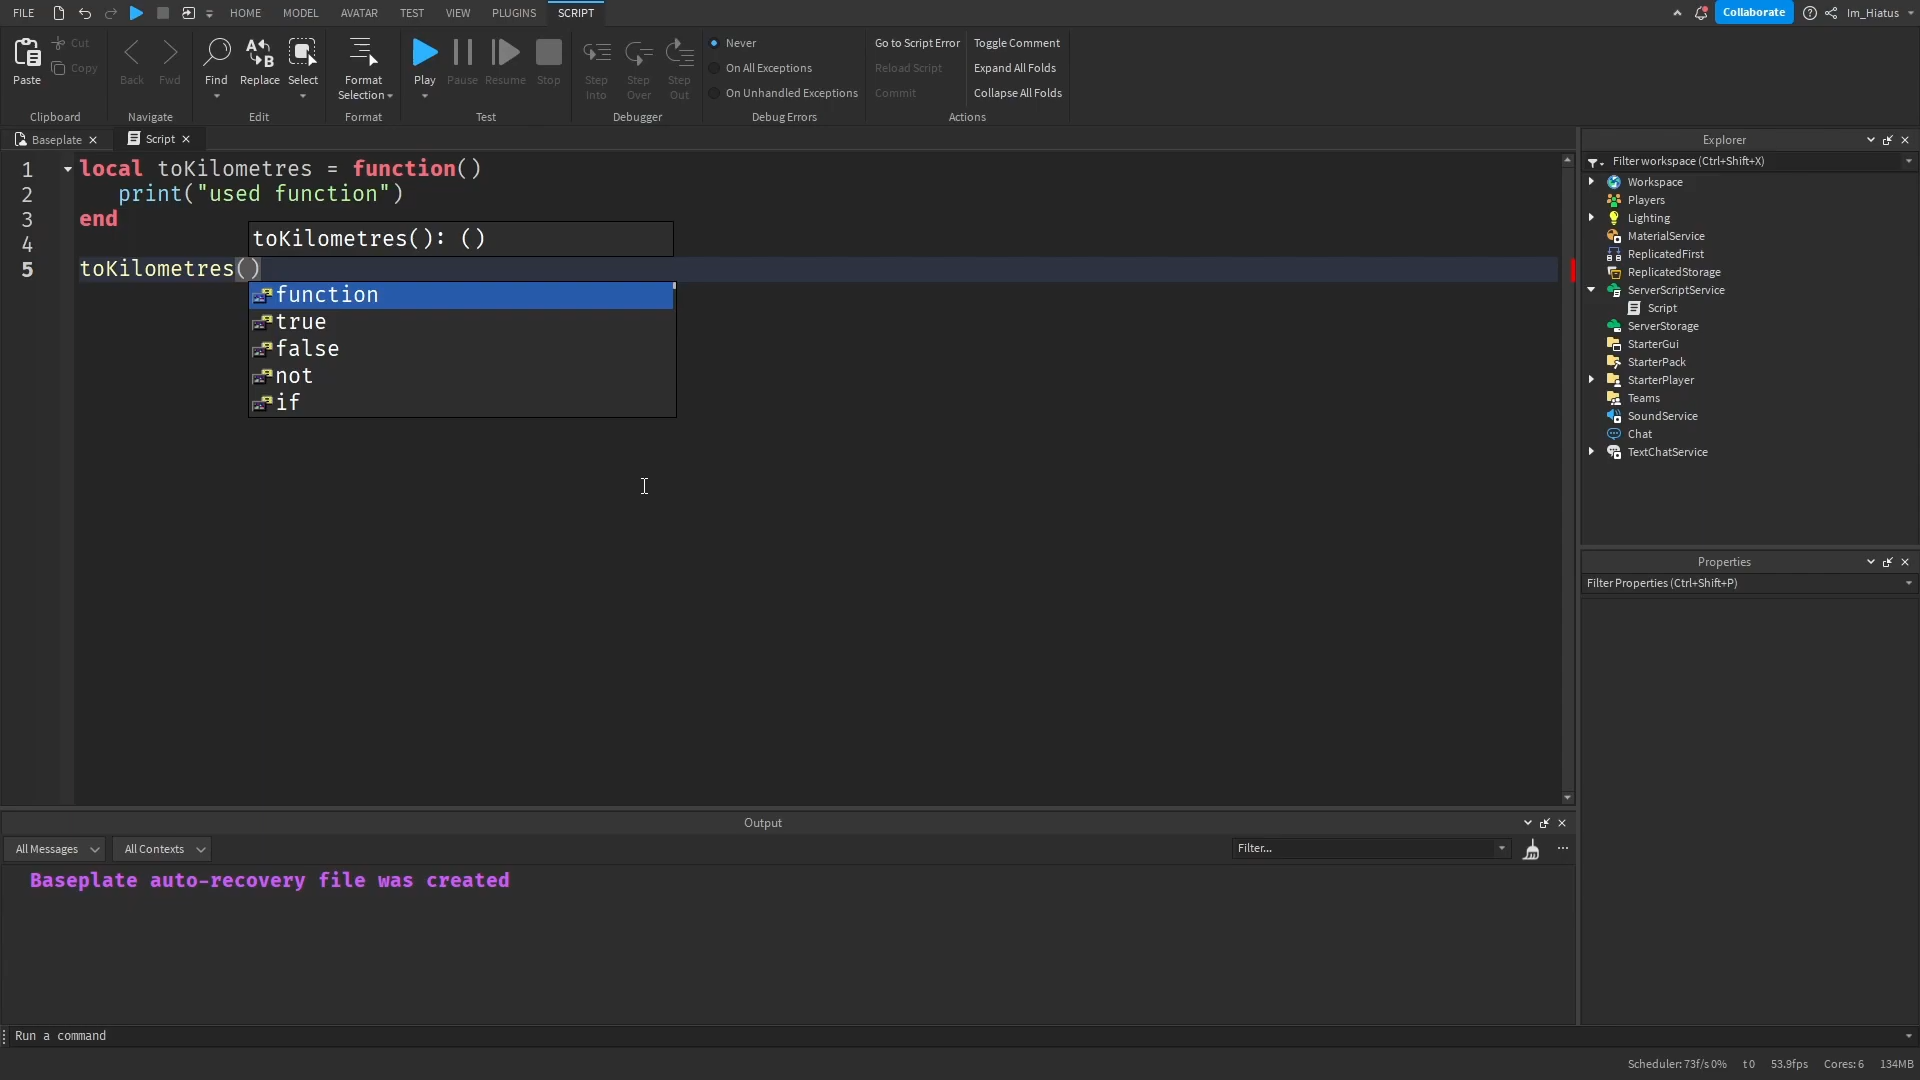 FILE HOME MODEL AVATAR TEST VIEW PLUGINS SCRIPT Collaborate Im_Hiatus
Paste Cut Copy
Clipboard
Back Fwd
Navigate
Find Replace Select
Edit
Format Selection
Format
Play Pause Resume Stop
Test
Step Into Step Over Step Out
Debugger
Never
On All Exceptions
On Unhandled Exceptions
Debug Errors
Go to Script Error Toggle Comment
Reload Script Expand All Folds
Commit Collapse All Folds
Actions
Baseplate Script
1 local toKilometres = function()
2 print("used function")
3 end
4
5 toKilometres()
toKilometres(): ()
function
true
false
not
if
Explorer
Filter workspace (Ctrl+Shift+X)
Workspace
Players
Lighting
MaterialService
ReplicatedFirst
ReplicatedStorage
ServerScriptService
Script
ServerStorage
StarterGui
StarterPack
StarterPlayer
Teams
SoundService
Chat
TextChatService
Properties
Filter Properties (Ctrl+Shift+P)
Output
All Messages All Contexts Filter...
Baseplate auto-recovery file was created
Run a command
Scheduler: 73f/s 0% t 0 53.9fps Cores: 6 134MB